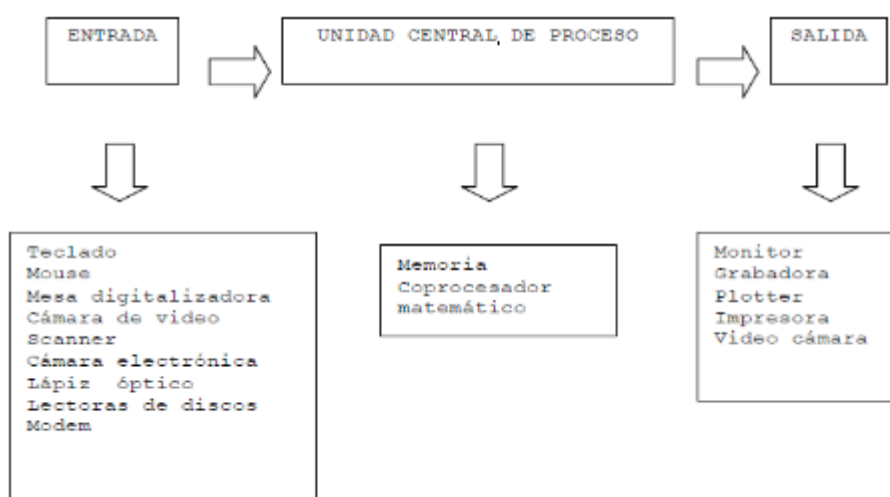 ENTRADA
UNIDAD CENTRAL DE PROCESO
SALIDA
Teclado
Mouse
Mesa digitalizadora
Cámara de video
Scanner
Cámara electrónica
Lápiz óptico
Lectoras de discos
Modem
Memoria
Coprocesador
matemático
Monitor
Grabadora
Plotter
Impresora
Video cámara